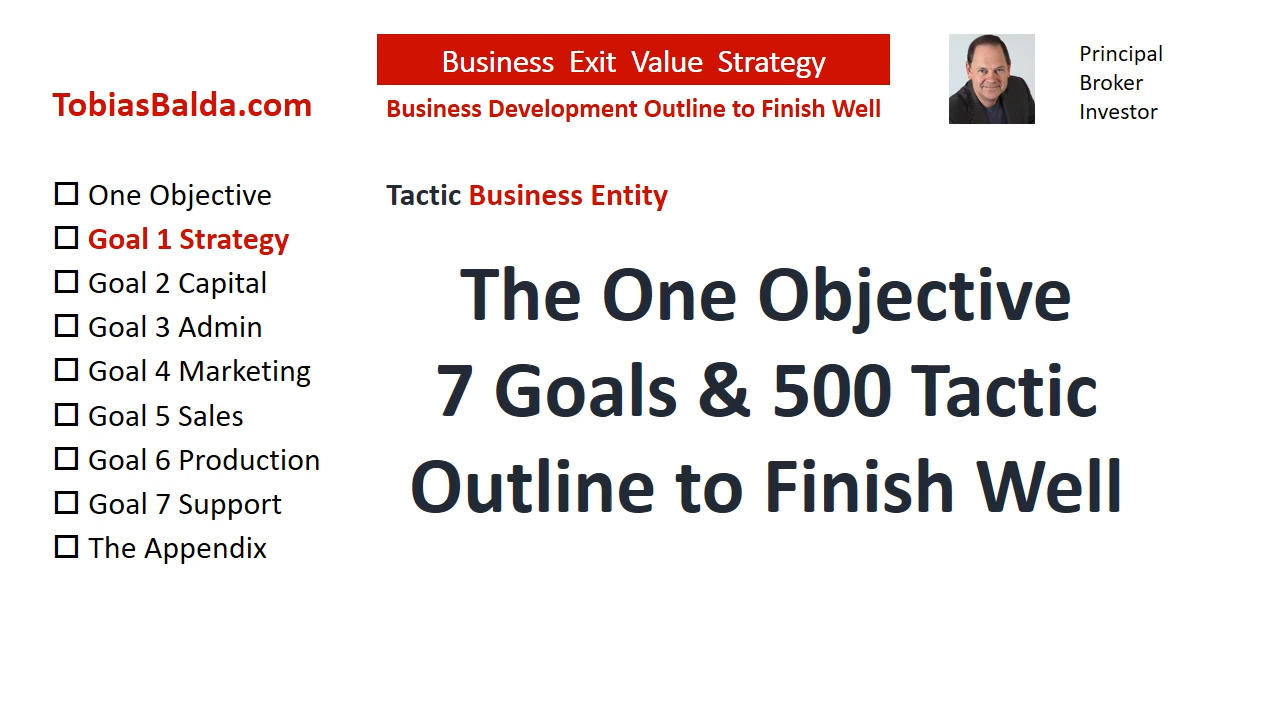 Business Exit Value Strategy
TobiasBalda.com
Business Development Outline to Finish Well
Principal
Broker
Investor
One Objective
Goal 1 Strategy
Goal 2 Capital
Goal 3 Admin
Goal 4 Marketing
Goal 5 Sales
Goal 6 Production
Goal 7 Support
The Appendix
Tactic Business Entity
The One Objective
7 Goals & 500 Tactic
Outline to Finish Well